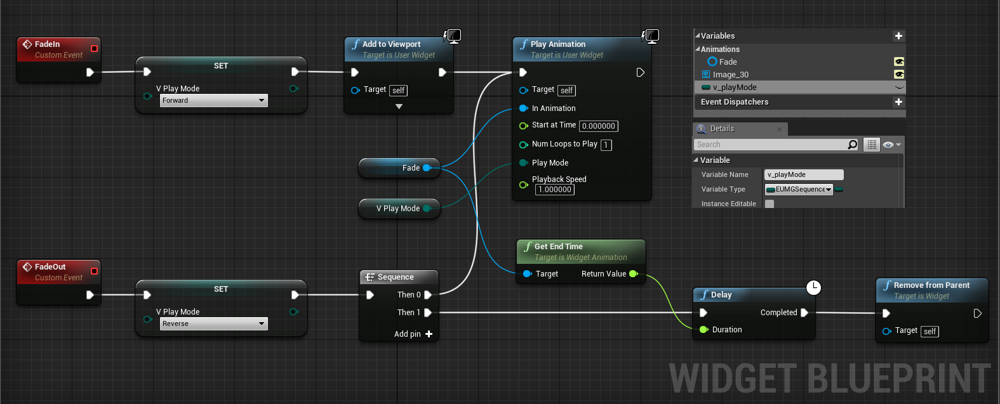 FadeIn
Custom Event
SET
V Play Mode
Forward
Add to Viewport
Target is User Widget
Target self
Play Animation
Target is User Widget
Target self
In Animation
Start at Time 0.000000
Num Loops to Play 1
Play Mode
Playback Speed
1.000000
Fade
V Play Mode
Variables
Animations
Fade
Image_30
v_playMode
Event Dispatchers
Details
Search
Variable
Variable Name v_playMode
Variable Type EUMGSequence
Instance Editable
FadeOut
Custom Event
SET
V Play Mode
Reverse
Sequence
Then 0
Then 1
Add pin
Get End Time
Target is Widget Animation
Target Return Value
Delay
Completed
Duration
Remove from Parent
Target is Widget
Target self
WIDGET BLUEPRINT